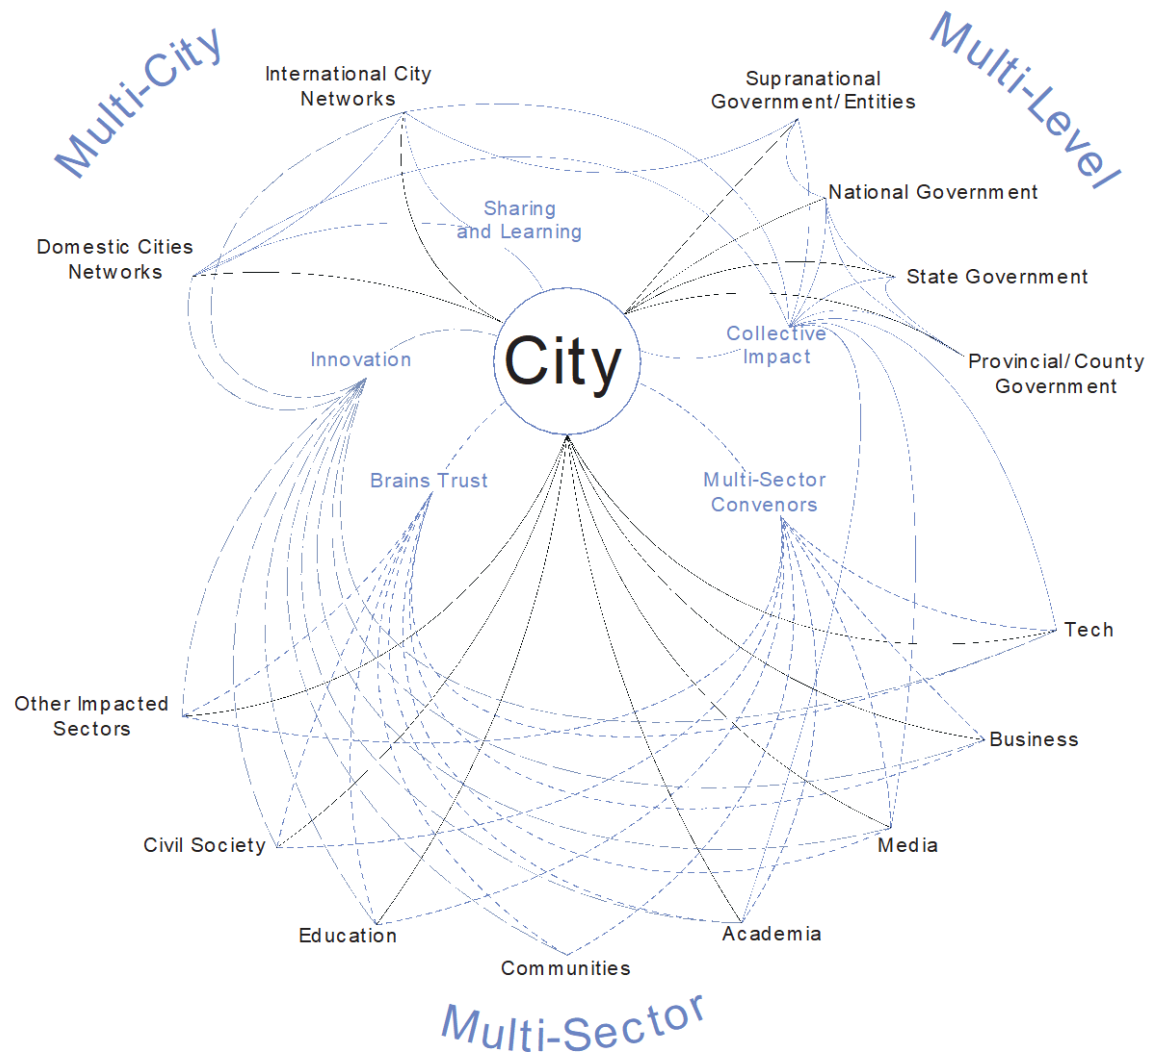 Multi-City
Multi-Level
International City
Networks
Supranational
Government/Entities
National Government
Sharing
and Learning
Domestic Cities
Networks
State Government
Collective
Impact
Innovation
City
Provincial/County
Government
Brains Trust
Multi-Sector
Convenors
Tech
Other Impacted
Sectors
Business
Civil Society
Media
Education
Academia
Communities
Multi-Sector